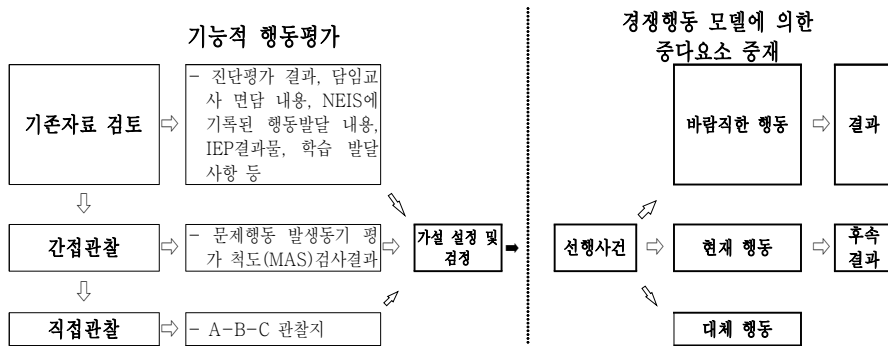 기능적 행동평가
기존자료 검토
- 진단평가 결과, 담임교
사 면담 내용, NEIS에
기록된 행동발달 내용,
IEP결과물, 학습 발달
사항 등
간접관찰
- 문제행동 발생동기 평
가 척도(MAS)검사결과
직접관찰
- A-B-C 관찰지
가설 설정 및
검정
경쟁행동 모델에 의한
중다요소 중재
선행사건
바람직한 행동
결과
현재 행동
후속
결과
대체 행동